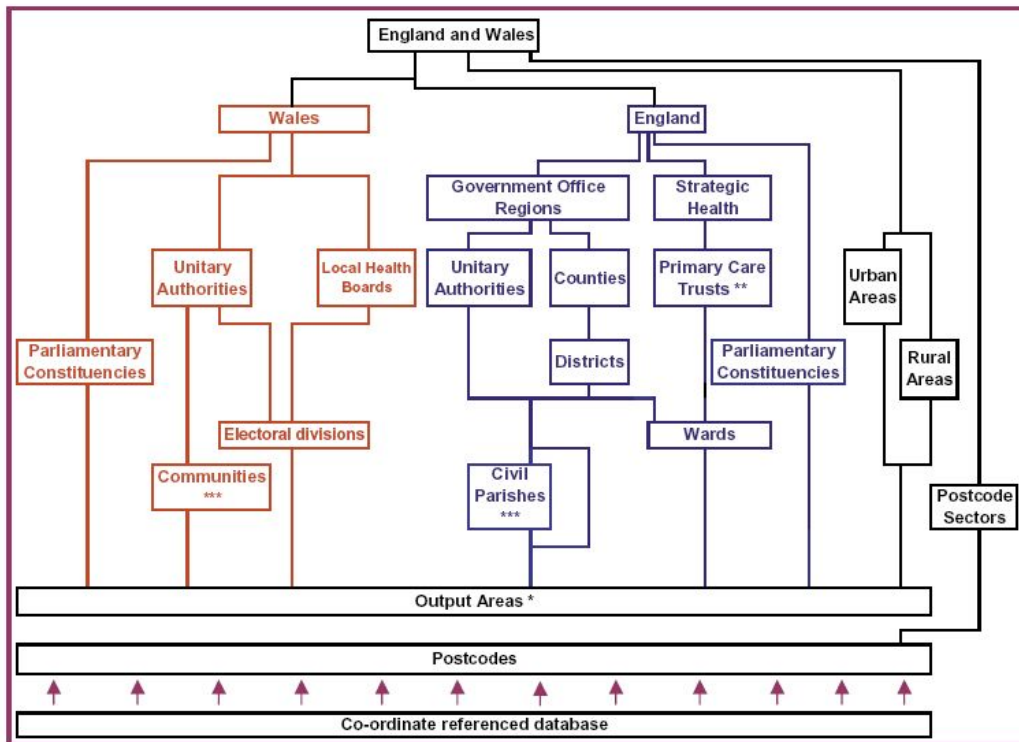 England and Wales
Wales
England
Government Office
Regions
Strategic
Health
Unitary
Authorities
Local Health
Boards
Unitary
Authorities
Counties
Primary Care
Trusts **
Urban
Areas
Parliamentary
Constituencies
Districts
Parliamentary
Constituencies
Rural
Areas
Electoral divisions
Wards
Communities
***
Civil
Parishes
***
Postcode
Sectors
Output Areas *
Postcodes
Co-ordinate referenced database